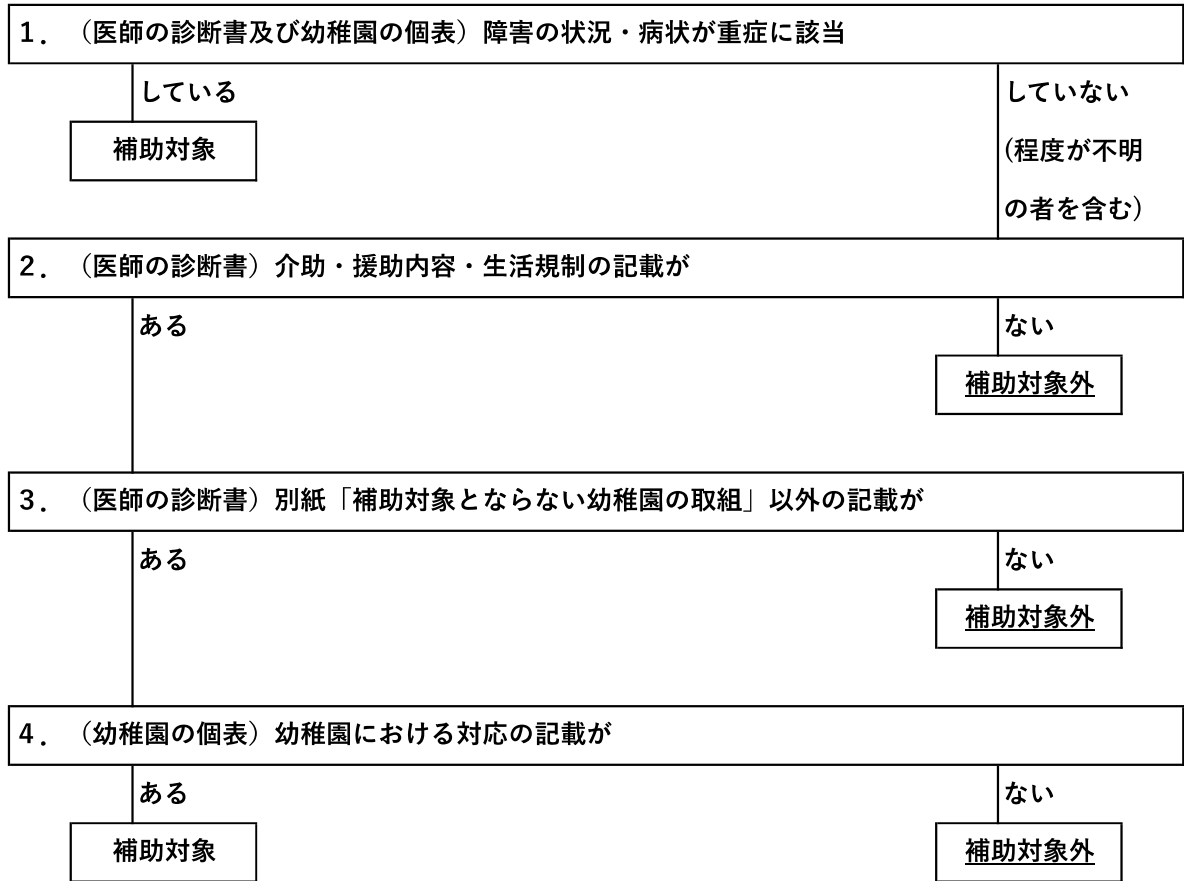 １．（医師の診断書及び幼稚園の個表）障害の状況・病状が重症に該当
している
していない
補助対象
(程度が不明
の者を含む)
２．（医師の診断書）介助・援助内容・生活規制の記載が
ある
ない
補助対象外
３．（医師の診断書）別紙「補助対象とならない幼稚園の取組」以外の記載が
ある
ない
補助対象外
４．（幼稚園の個表）幼稚園における対応の記載が
ある
ない
補助対象
補助対象外